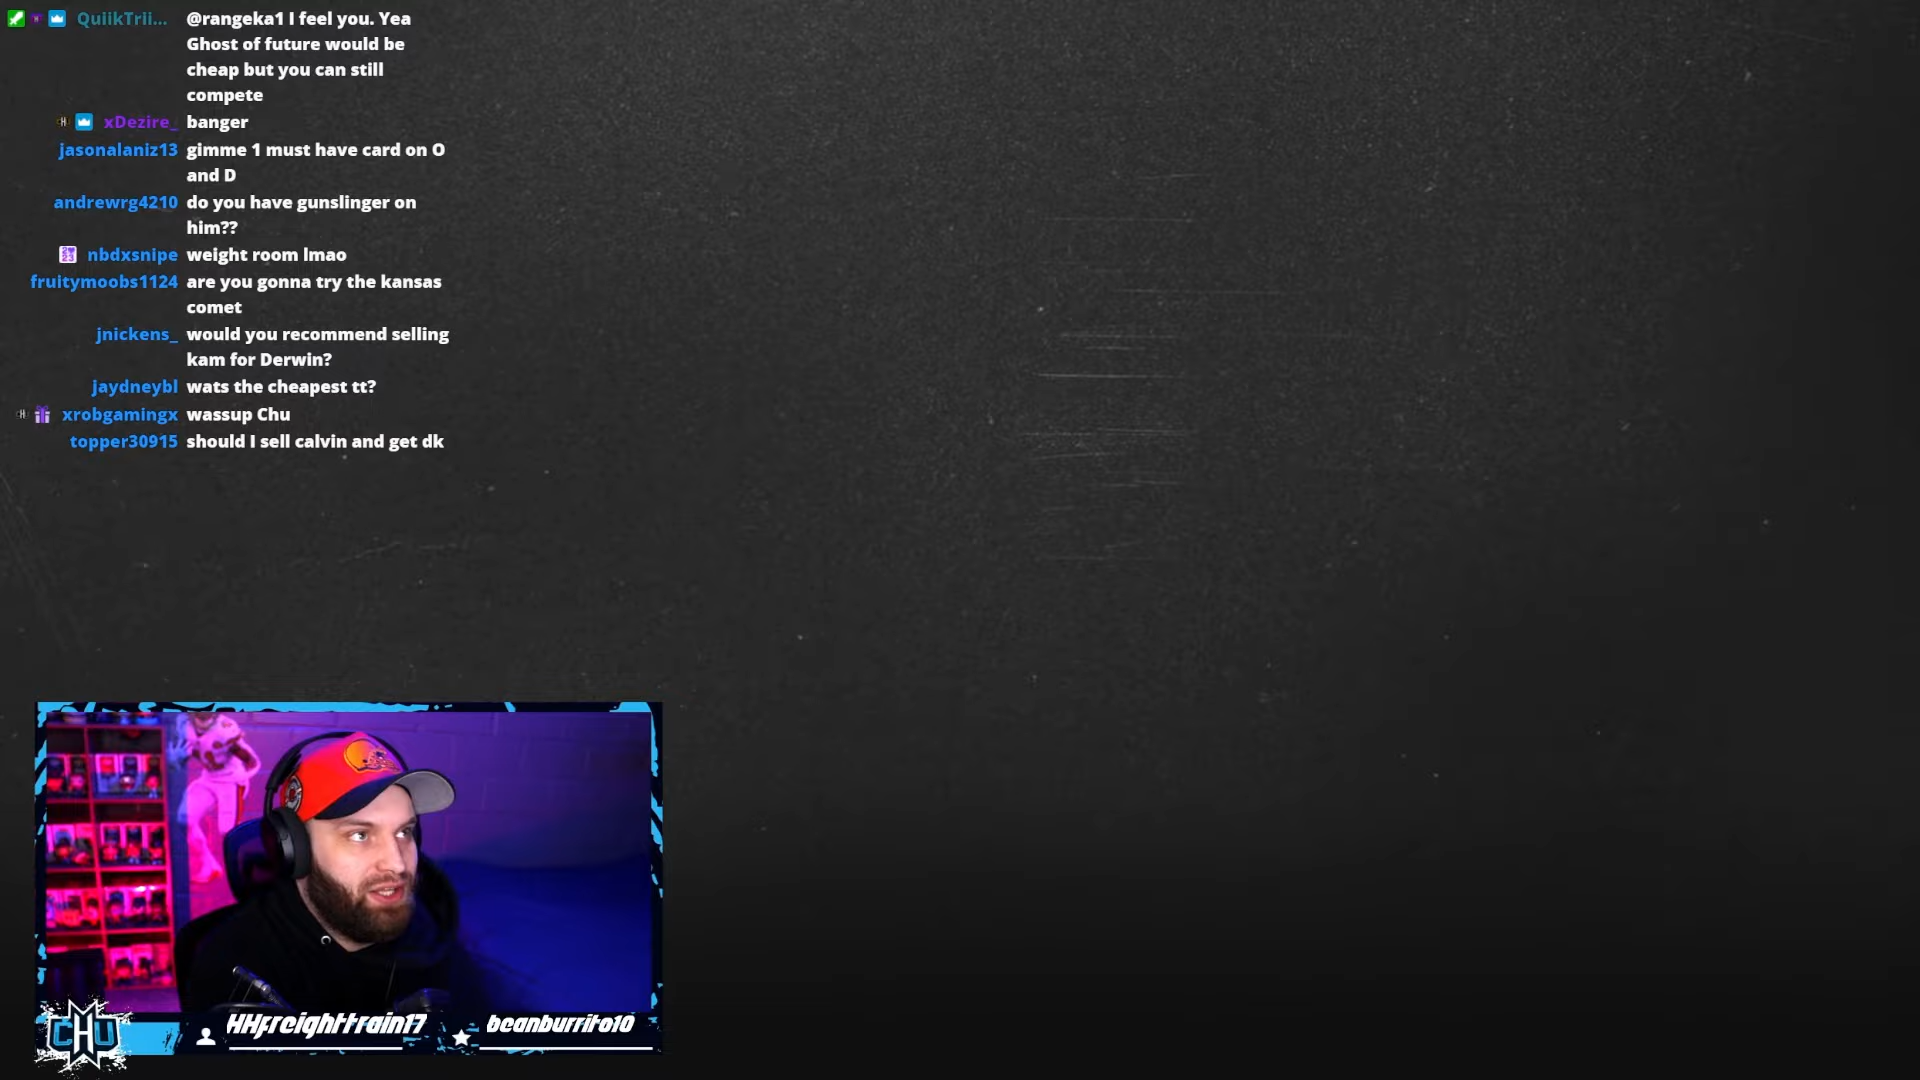 QuiikTrii... @rangeka1 I feel you. Yea
Ghost of future would be
cheap but you can still
compete
xDezire_ banger
jasonalaniz13 gimme 1 must have card on O
and D
andrewrg4210 do you have gunslinger on
him??
nbdxsnipe weight room lmao
fruitymoobs1124 are you gonna try the kansas
comet
jnickens_ would you recommend selling
kam for Derwin?
jaydneybl wats the cheapest tt?
xrobgamingx wassup Chu
topper30915 should I sell calvin and get dk
CHU
HHfreighttrain17
beanburrito10